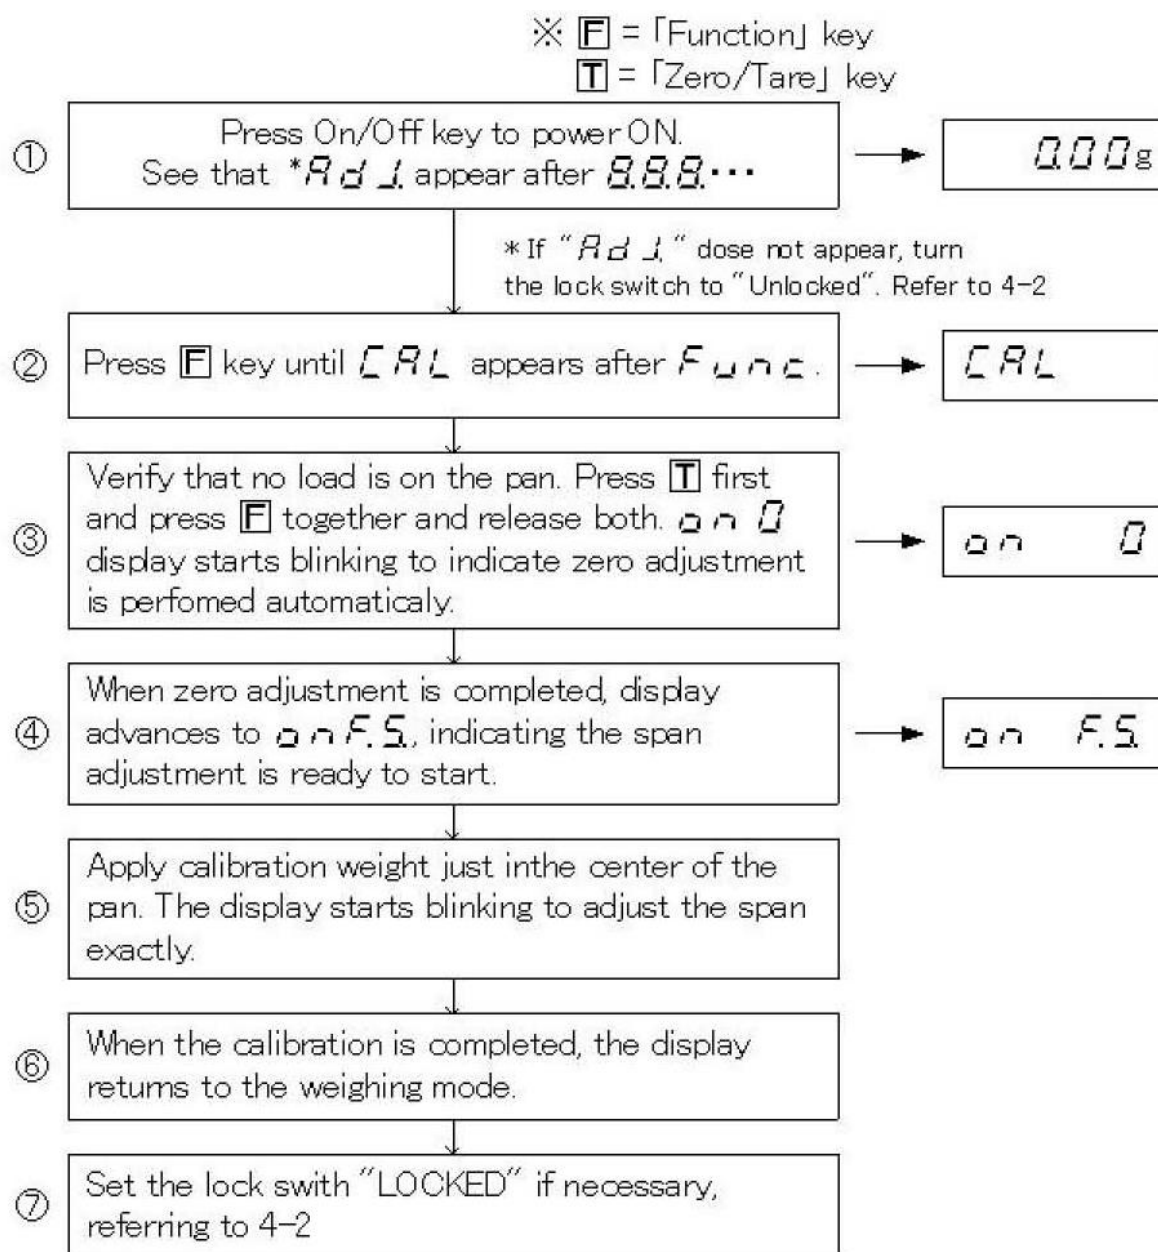 ※ F = ｢Function｣ key
T = ｢Zero/Tare｣ key
① Press On/Off key to power ON.
See that *Adj. appear after 8.8.8.･･･
0.00g
* If “Adj.“ dose not appear, turn
the lock switch to “Unlocked”. Refer to 4-2
② Press F key until CAL appears after Func.
CAL
③ Verify that no load is on the pan. Press T first
and press F together and release both. on 0
display starts blinking to indicate zero adjustment
is perfomed automaticaly.
on 0
④ When zero adjustment is completed, display
advances to on F.S., indicating the span
adjustment is ready to start.
on F.S.
⑤ Apply calibration weight just inthe center of the
pan. The display starts blinking to adjust the span
exactly.
⑥ When the calibration is completed, the display
returns to the weighing mode.
⑦ Set the lock swith “LOCKED” if necessary,
referring to 4-2